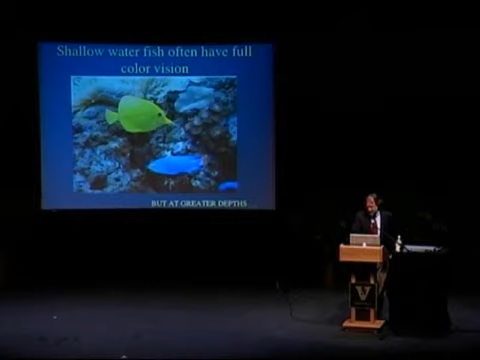 Shallow water fish often have full
color vision
BUT AT GREATER DEPTHS